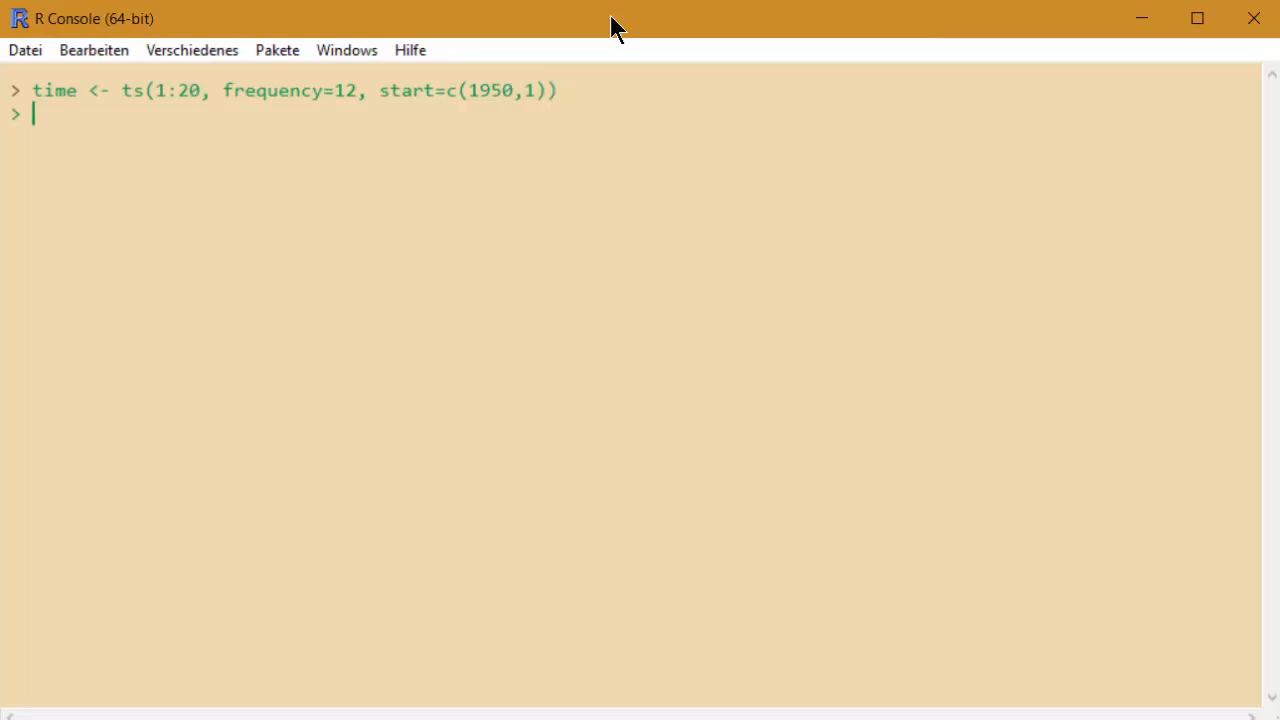 R Console (64-bit)
Datei Bearbeiten Verschiedenes Pakete Windows Hilfe
> time <- ts(1:20, frequency=12, start=c(1950,1))
>